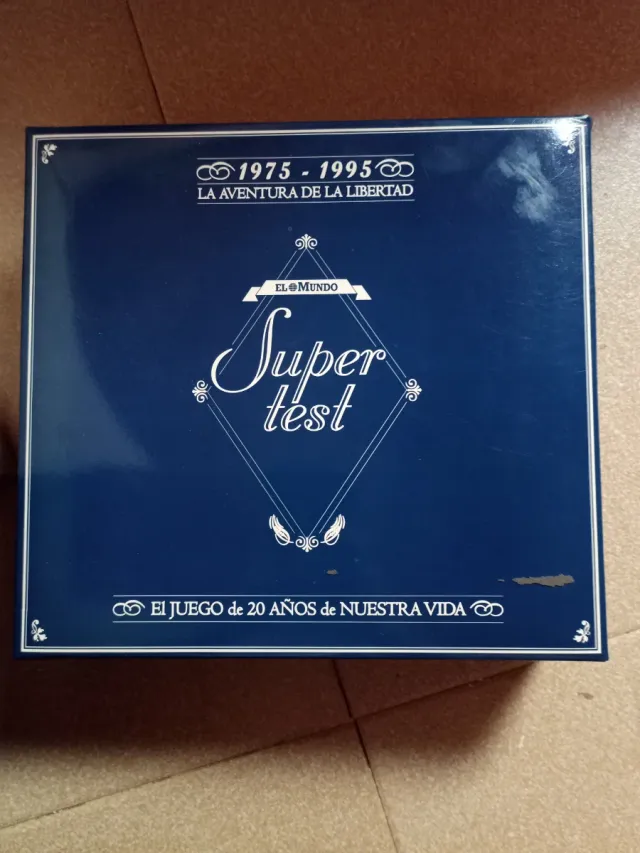 1975 - 1995
LA AVENTURA DE LA LIBERTAD
EL MUNDO
Super
test
El JUEGO de 20 AÑOS de NUESTRA VIDA